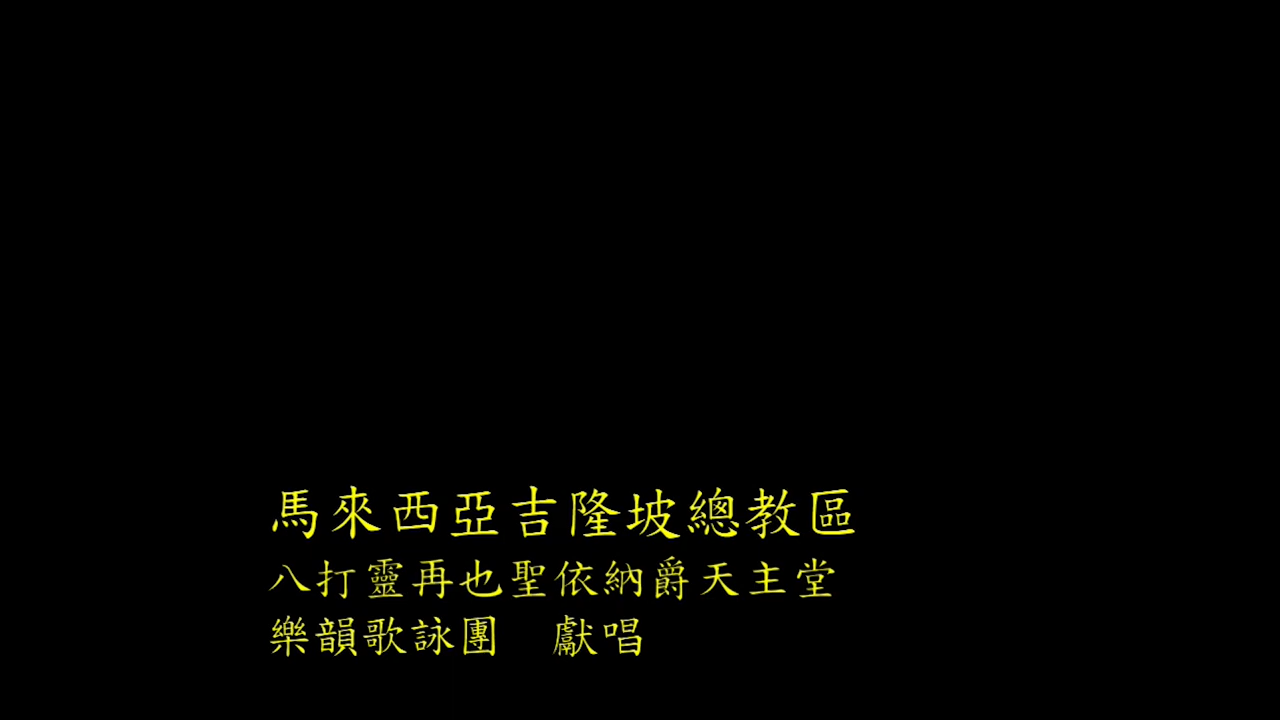 馬來西亞吉隆坡總教區
八打靈再也聖依納爵天主堂
樂韻歌詠團　獻唱